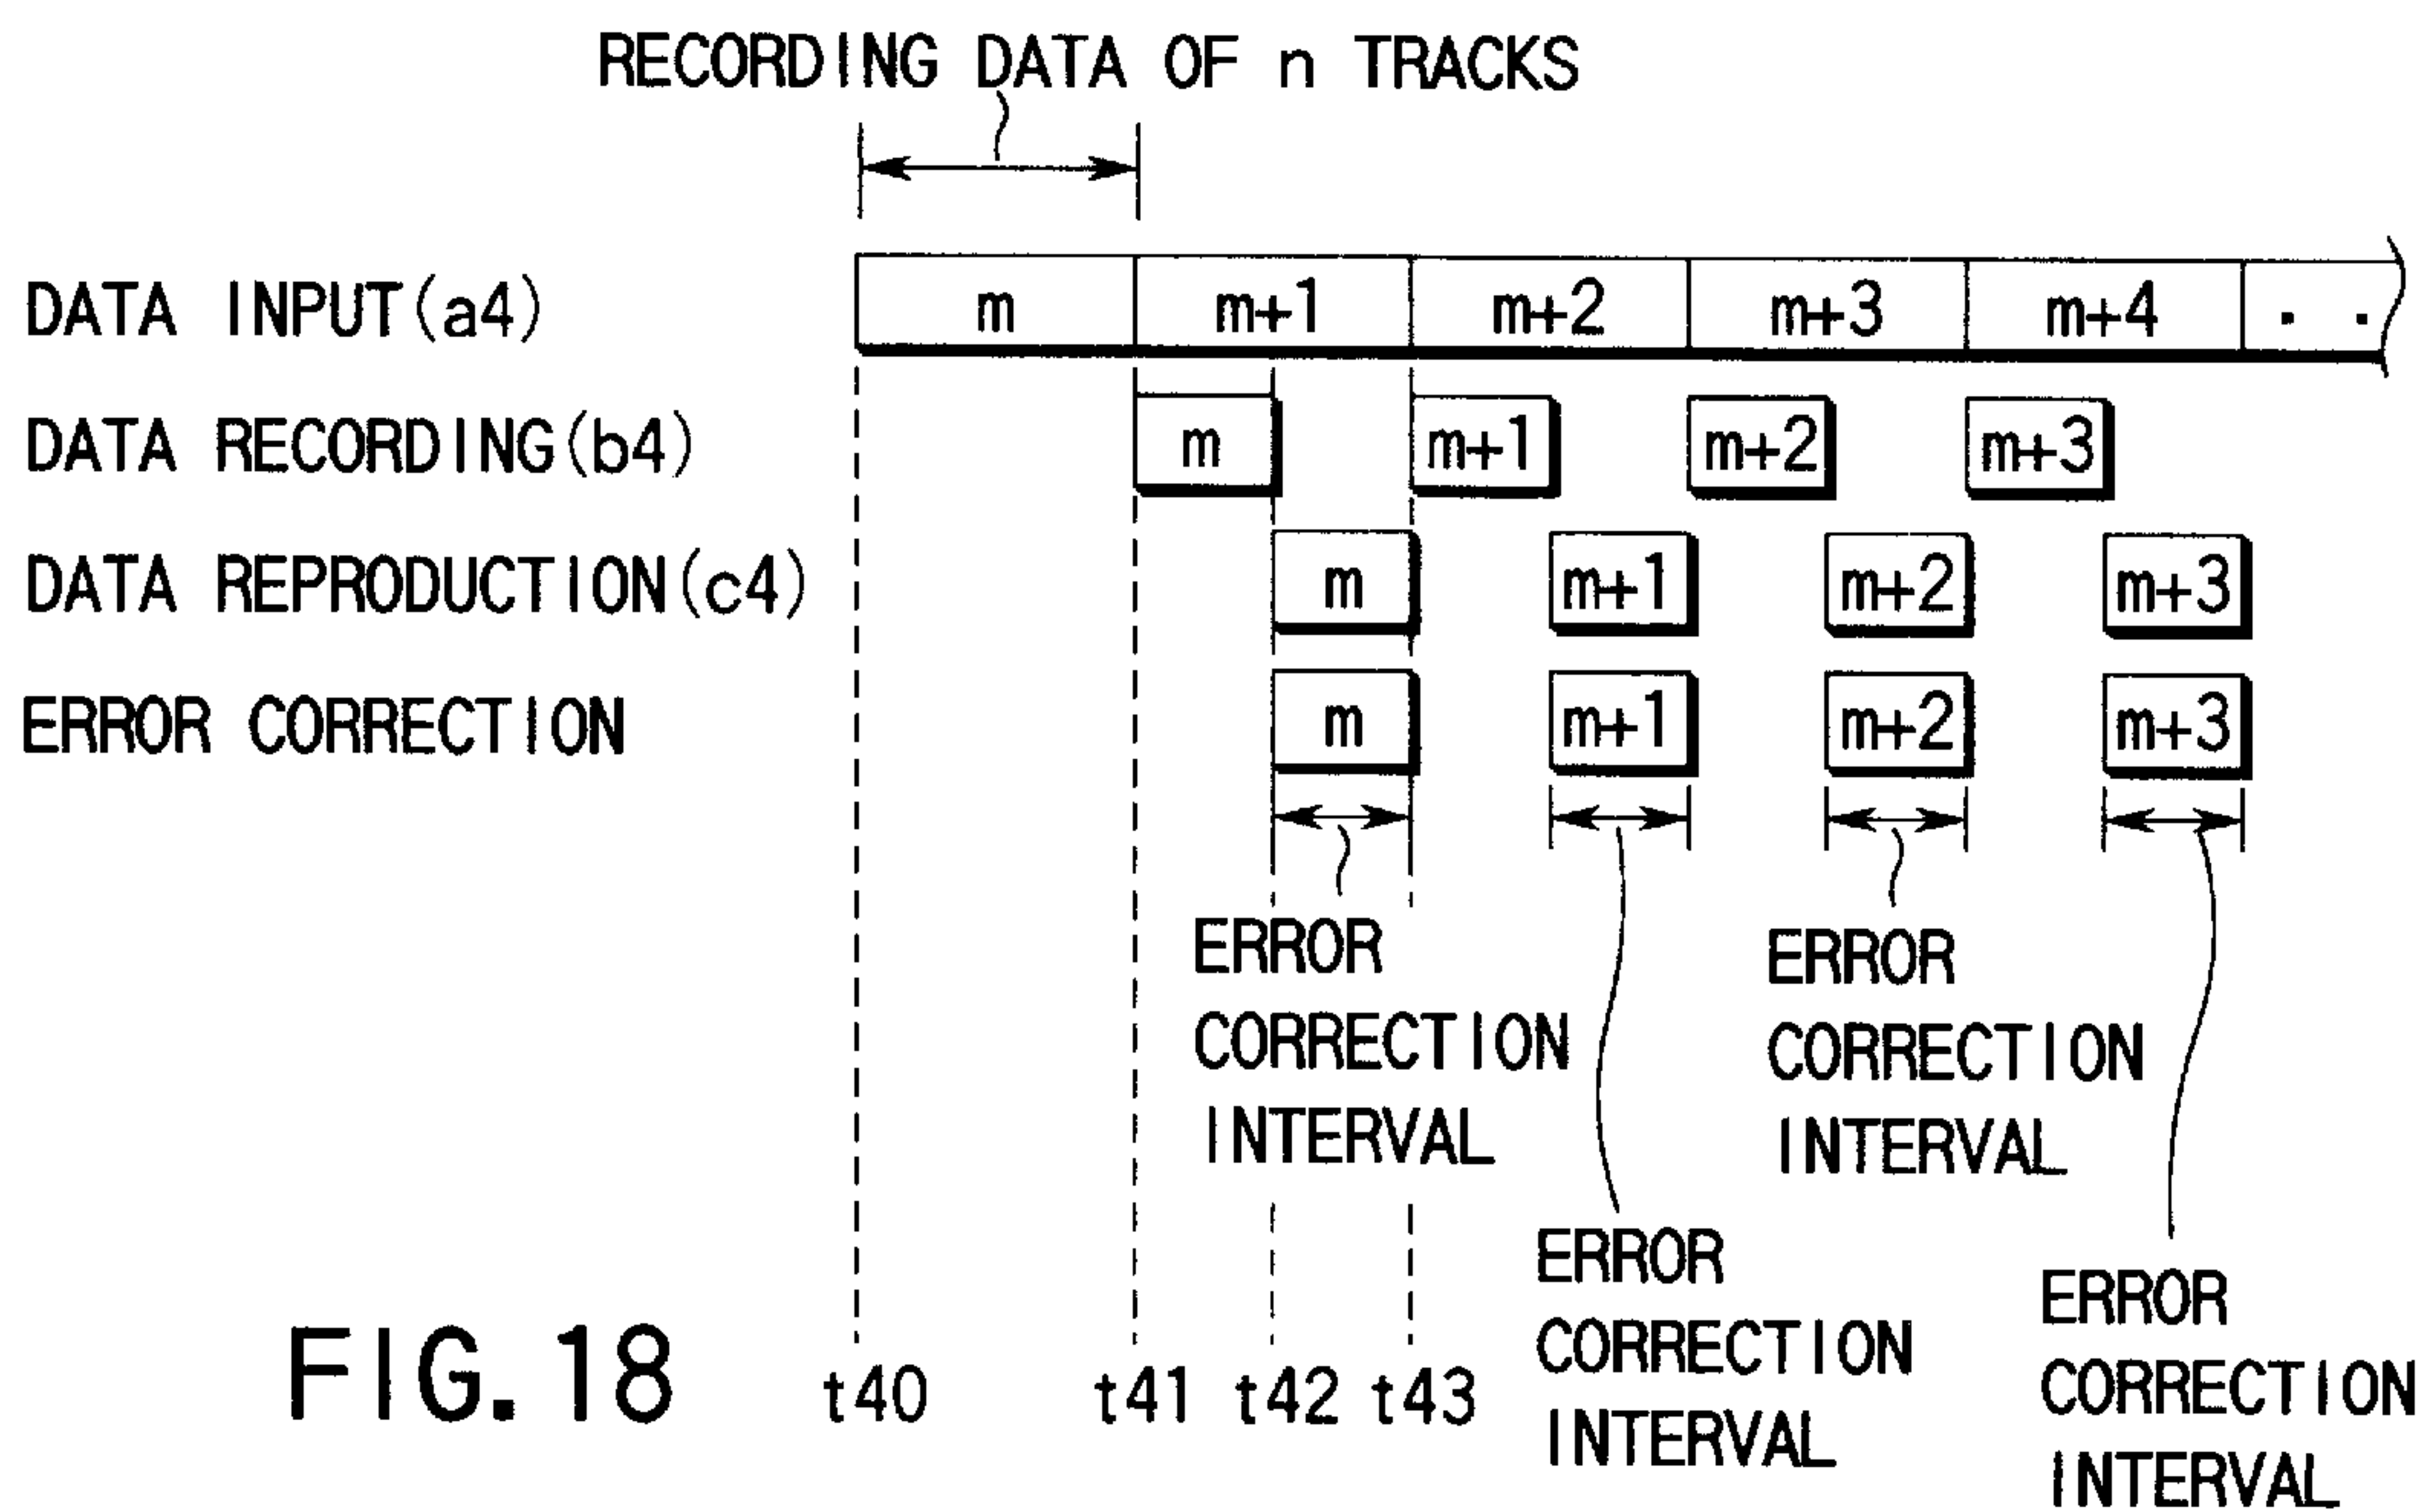 RECORDING DATA OF n TRACKS
DATA INPUT(a4) m m+1 m+2 m+3 m+4 . .
DATA RECORDING(b4) m m+1 m+2 m+3
DATA REPRODUCTION(c4) m m+1 m+2 m+3
ERROR CORRECTION m m+1 m+2 m+3
ERROR
CORRECTION
INTERVAL
ERROR
CORRECTION
INTERVAL
ERROR
CORRECTION
INTERVAL
ERROR
CORRECTION
INTERVAL
t40 t41 t42 t43
FIG.18